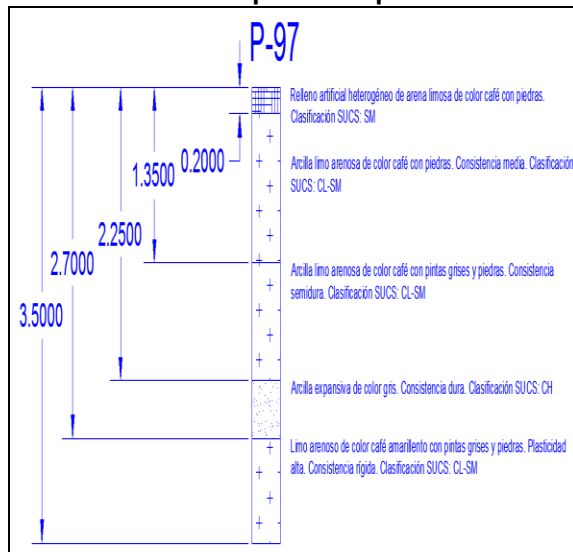 P-97
Relleno artificial heterogéneo de arena limosa de color café con piedras.
Clasificación SUCS: SM
0.2000
Arcilla limo arenosa de color café con piedras. Consistencia media. Clasificación
SUCS: CL-SM
1.3500
2.2500
2.7000
3.5000
Arcilla limo arenosa de color café con pintas grises y piedras. Consistencia
semidura. Clasificación SUCS: CL-SM
Arcilla expansiva de color gris. Consistencia dura. Clasificación SUCS: CH
Limo arenoso de color café amarillento con pintas grises y piedras. Plasticidad
alta. Consistencia rígida. Clasificación SUCS: CL-SM